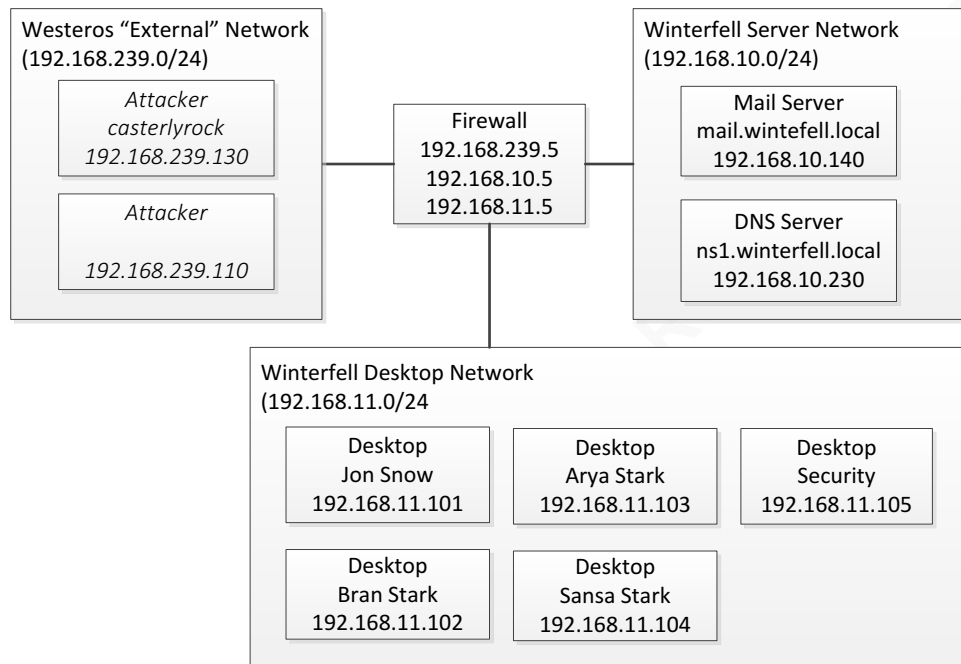 Westeros “External” Network
(192.168.239.0/24)
Attacker
casterlyrock
192.168.239.130
Attacker
192.168.239.110
Firewall
192.168.239.5
192.168.10.5
192.168.11.5
Winterfell Server Network
(192.168.10.0/24)
Mail Server
mail.wintefell.local
192.168.10.140
DNS Server
ns1.winterfell.local
192.168.10.230
Winterfell Desktop Network
(192.168.11.0/24
Desktop
Jon Snow
192.168.11.101
Desktop
Arya Stark
192.168.11.103
Desktop
Security
192.168.11.105
Desktop
Bran Stark
192.168.11.102
Desktop
Sansa Stark
192.168.11.104